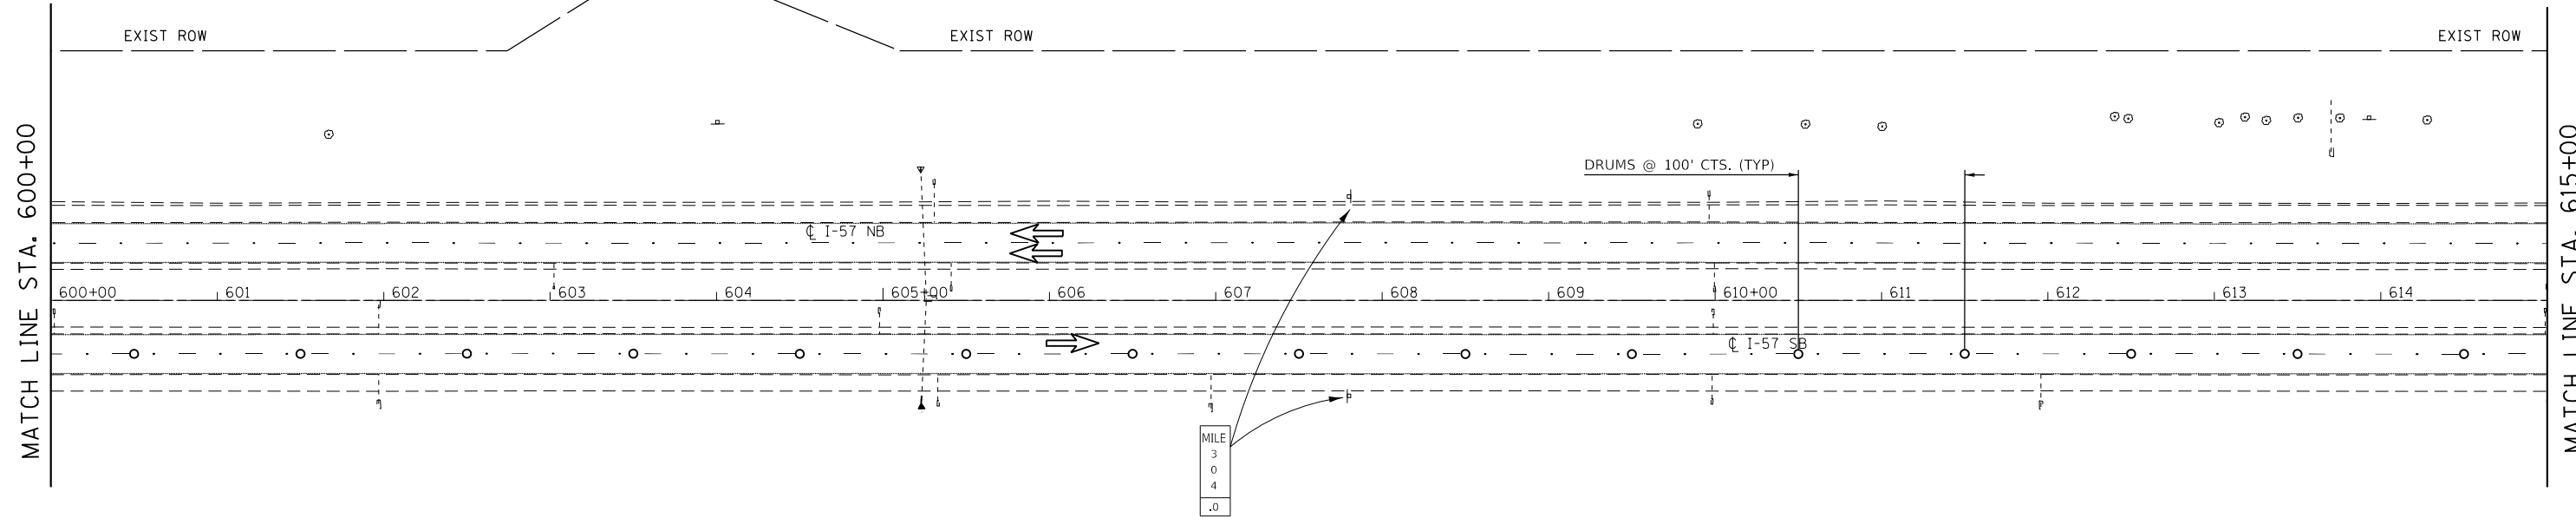 EXIST ROW
EXIST ROW
EXIST ROW
MATCH LINE STA. 600+00
MATCH LINE STA. 615+00
DRUMS @ 100' CTS. (TYP)
℄ I-57 NB
600+00 601 602 603 604 605+00 606 607 608 609 610+00 611 612 613 614
℄ I-57 SB
MILE
3
0
4
.0